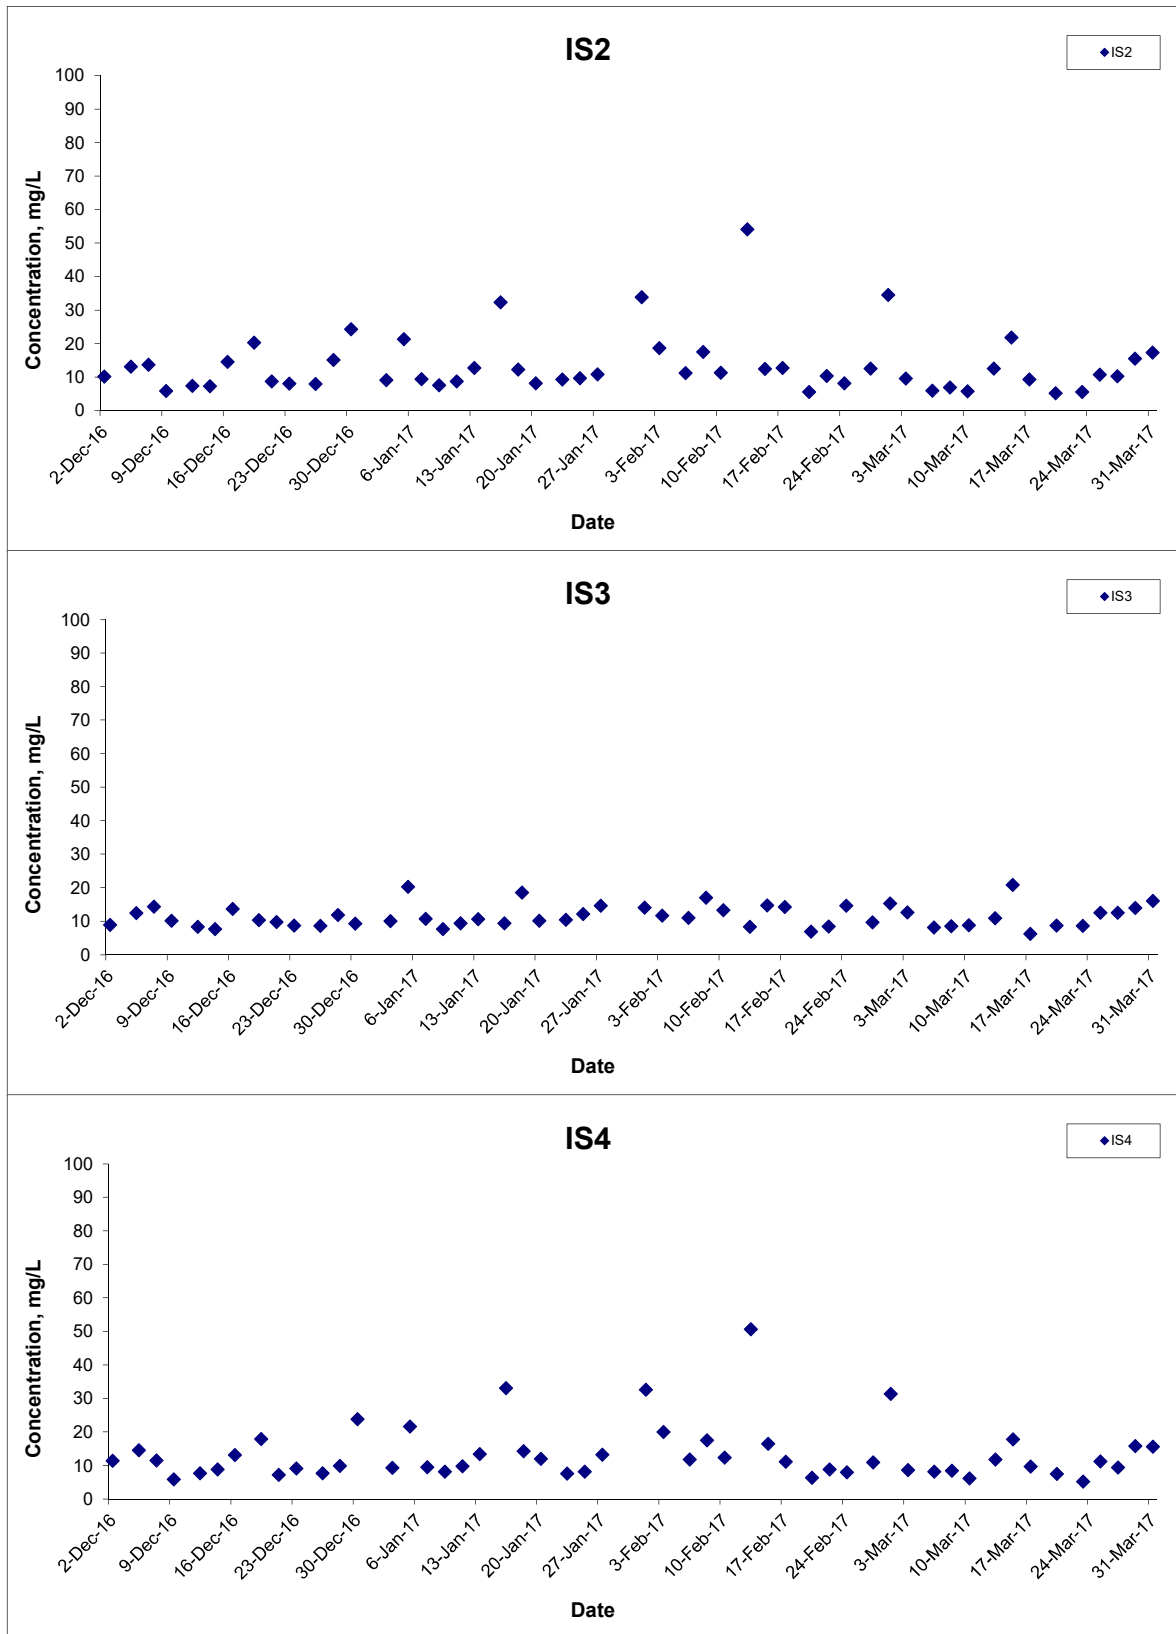 IS2
IS2
100
90
80
70
60
50
40
30
20
10
0
Concentration, mg/L
2-Dec-16
9-Dec-16
16-Dec-16
23-Dec-16
30-Dec-16
6-Jan-17
13-Jan-17
20-Jan-17
27-Jan-17
3-Feb-17
10-Feb-17
17-Feb-17
24-Feb-17
3-Mar-17
10-Mar-17
17-Mar-17
24-Mar-17
31-Mar-17
Date
IS3
IS3
100
90
80
70
60
50
40
30
20
10
0
Concentration, mg/L
2-Dec-16
9-Dec-16
16-Dec-16
23-Dec-16
30-Dec-16
6-Jan-17
13-Jan-17
20-Jan-17
27-Jan-17
3-Feb-17
10-Feb-17
17-Feb-17
24-Feb-17
3-Mar-17
10-Mar-17
17-Mar-17
24-Mar-17
31-Mar-17
Date
IS4
IS4
100
90
80
70
60
50
40
30
20
10
0
Concentration, mg/L
2-Dec-16
9-Dec-16
16-Dec-16
23-Dec-16
30-Dec-16
6-Jan-17
13-Jan-17
20-Jan-17
27-Jan-17
3-Feb-17
10-Feb-17
17-Feb-17
24-Feb-17
3-Mar-17
10-Mar-17
17-Mar-17
24-Mar-17
31-Mar-17
Date